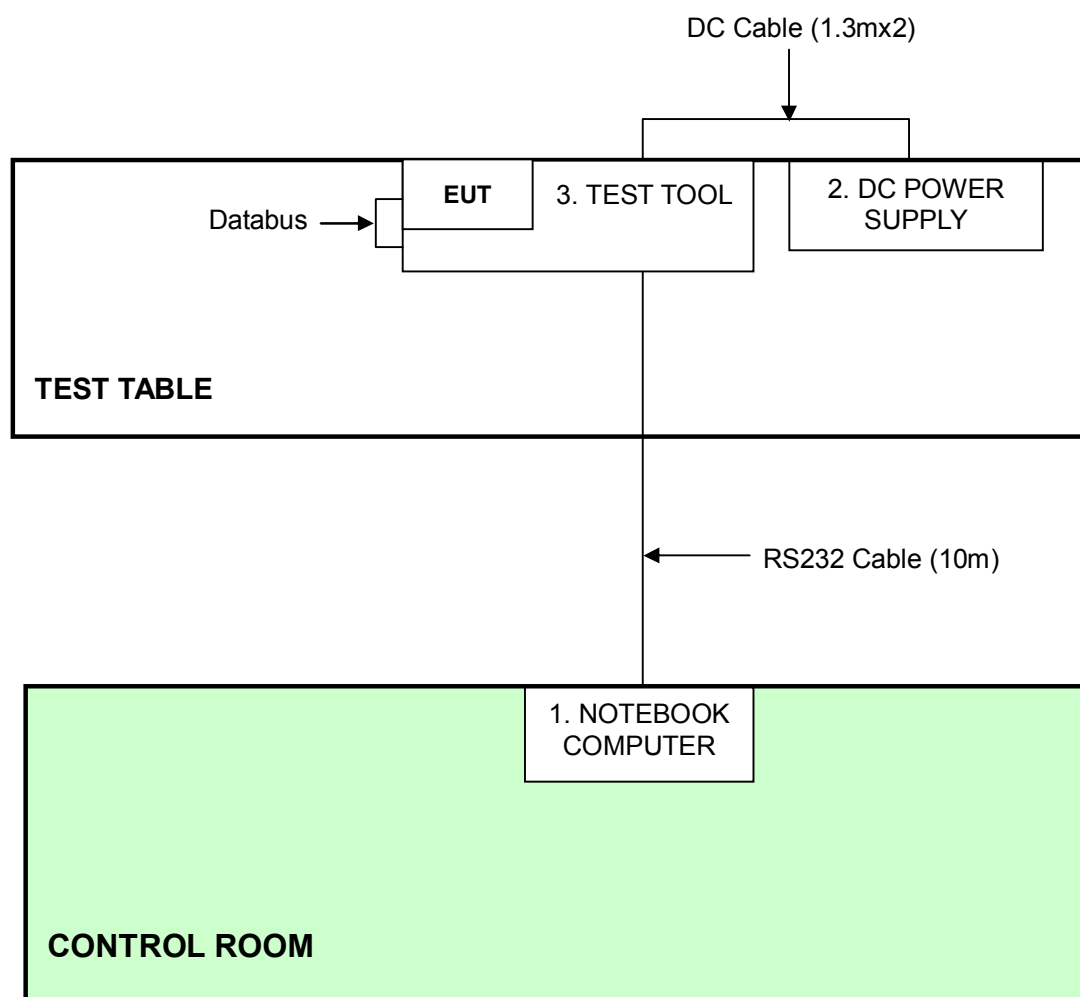 DC Cable (1.3mx2)
EUT
3. TEST TOOL
2. DC POWER
SUPPLY
Databus
TEST TABLE
RS232 Cable (10m)
1. NOTEBOOK
COMPUTER
CONTROL ROOM